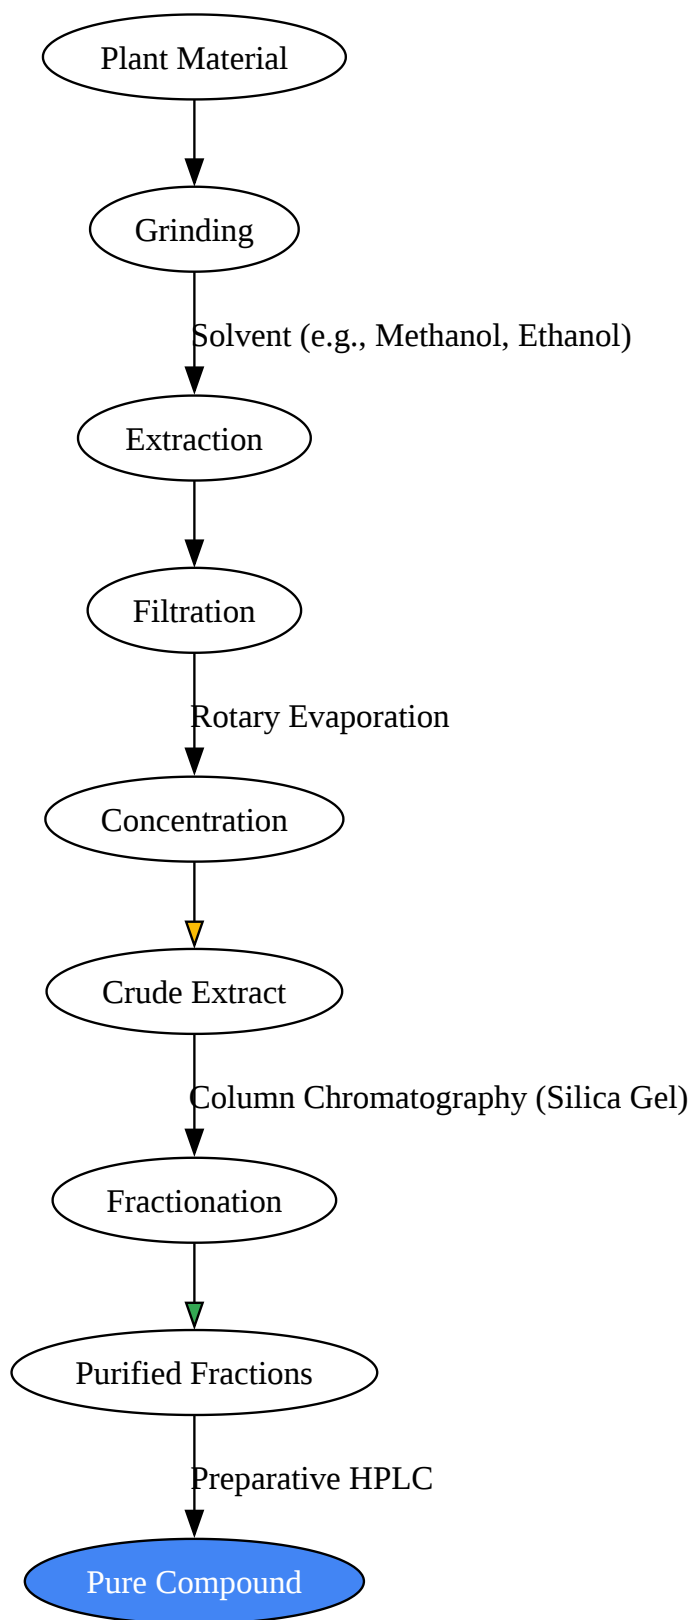 Plant Material
Grinding
Solvent (e.g., Methanol, Ethanol)
Extraction
Filtration
Rotary Evaporation
Concentration
Crude Extract
Column Chromatography (Silica Gel)
Fractionation
Purified Fractions
Preparative HPLC
Pure Compound